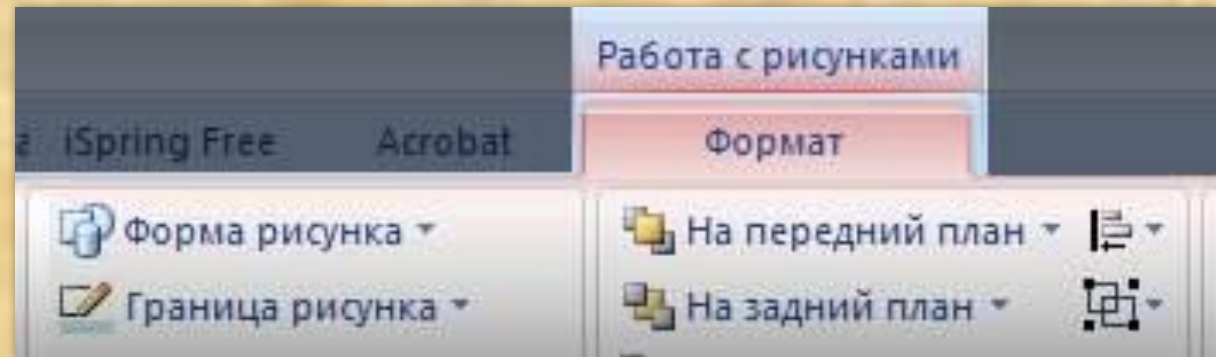 Работа с рисунками
iSpring Free Acrobat Формат
Форма рисунка На передний план
Граница рисунка На задний план